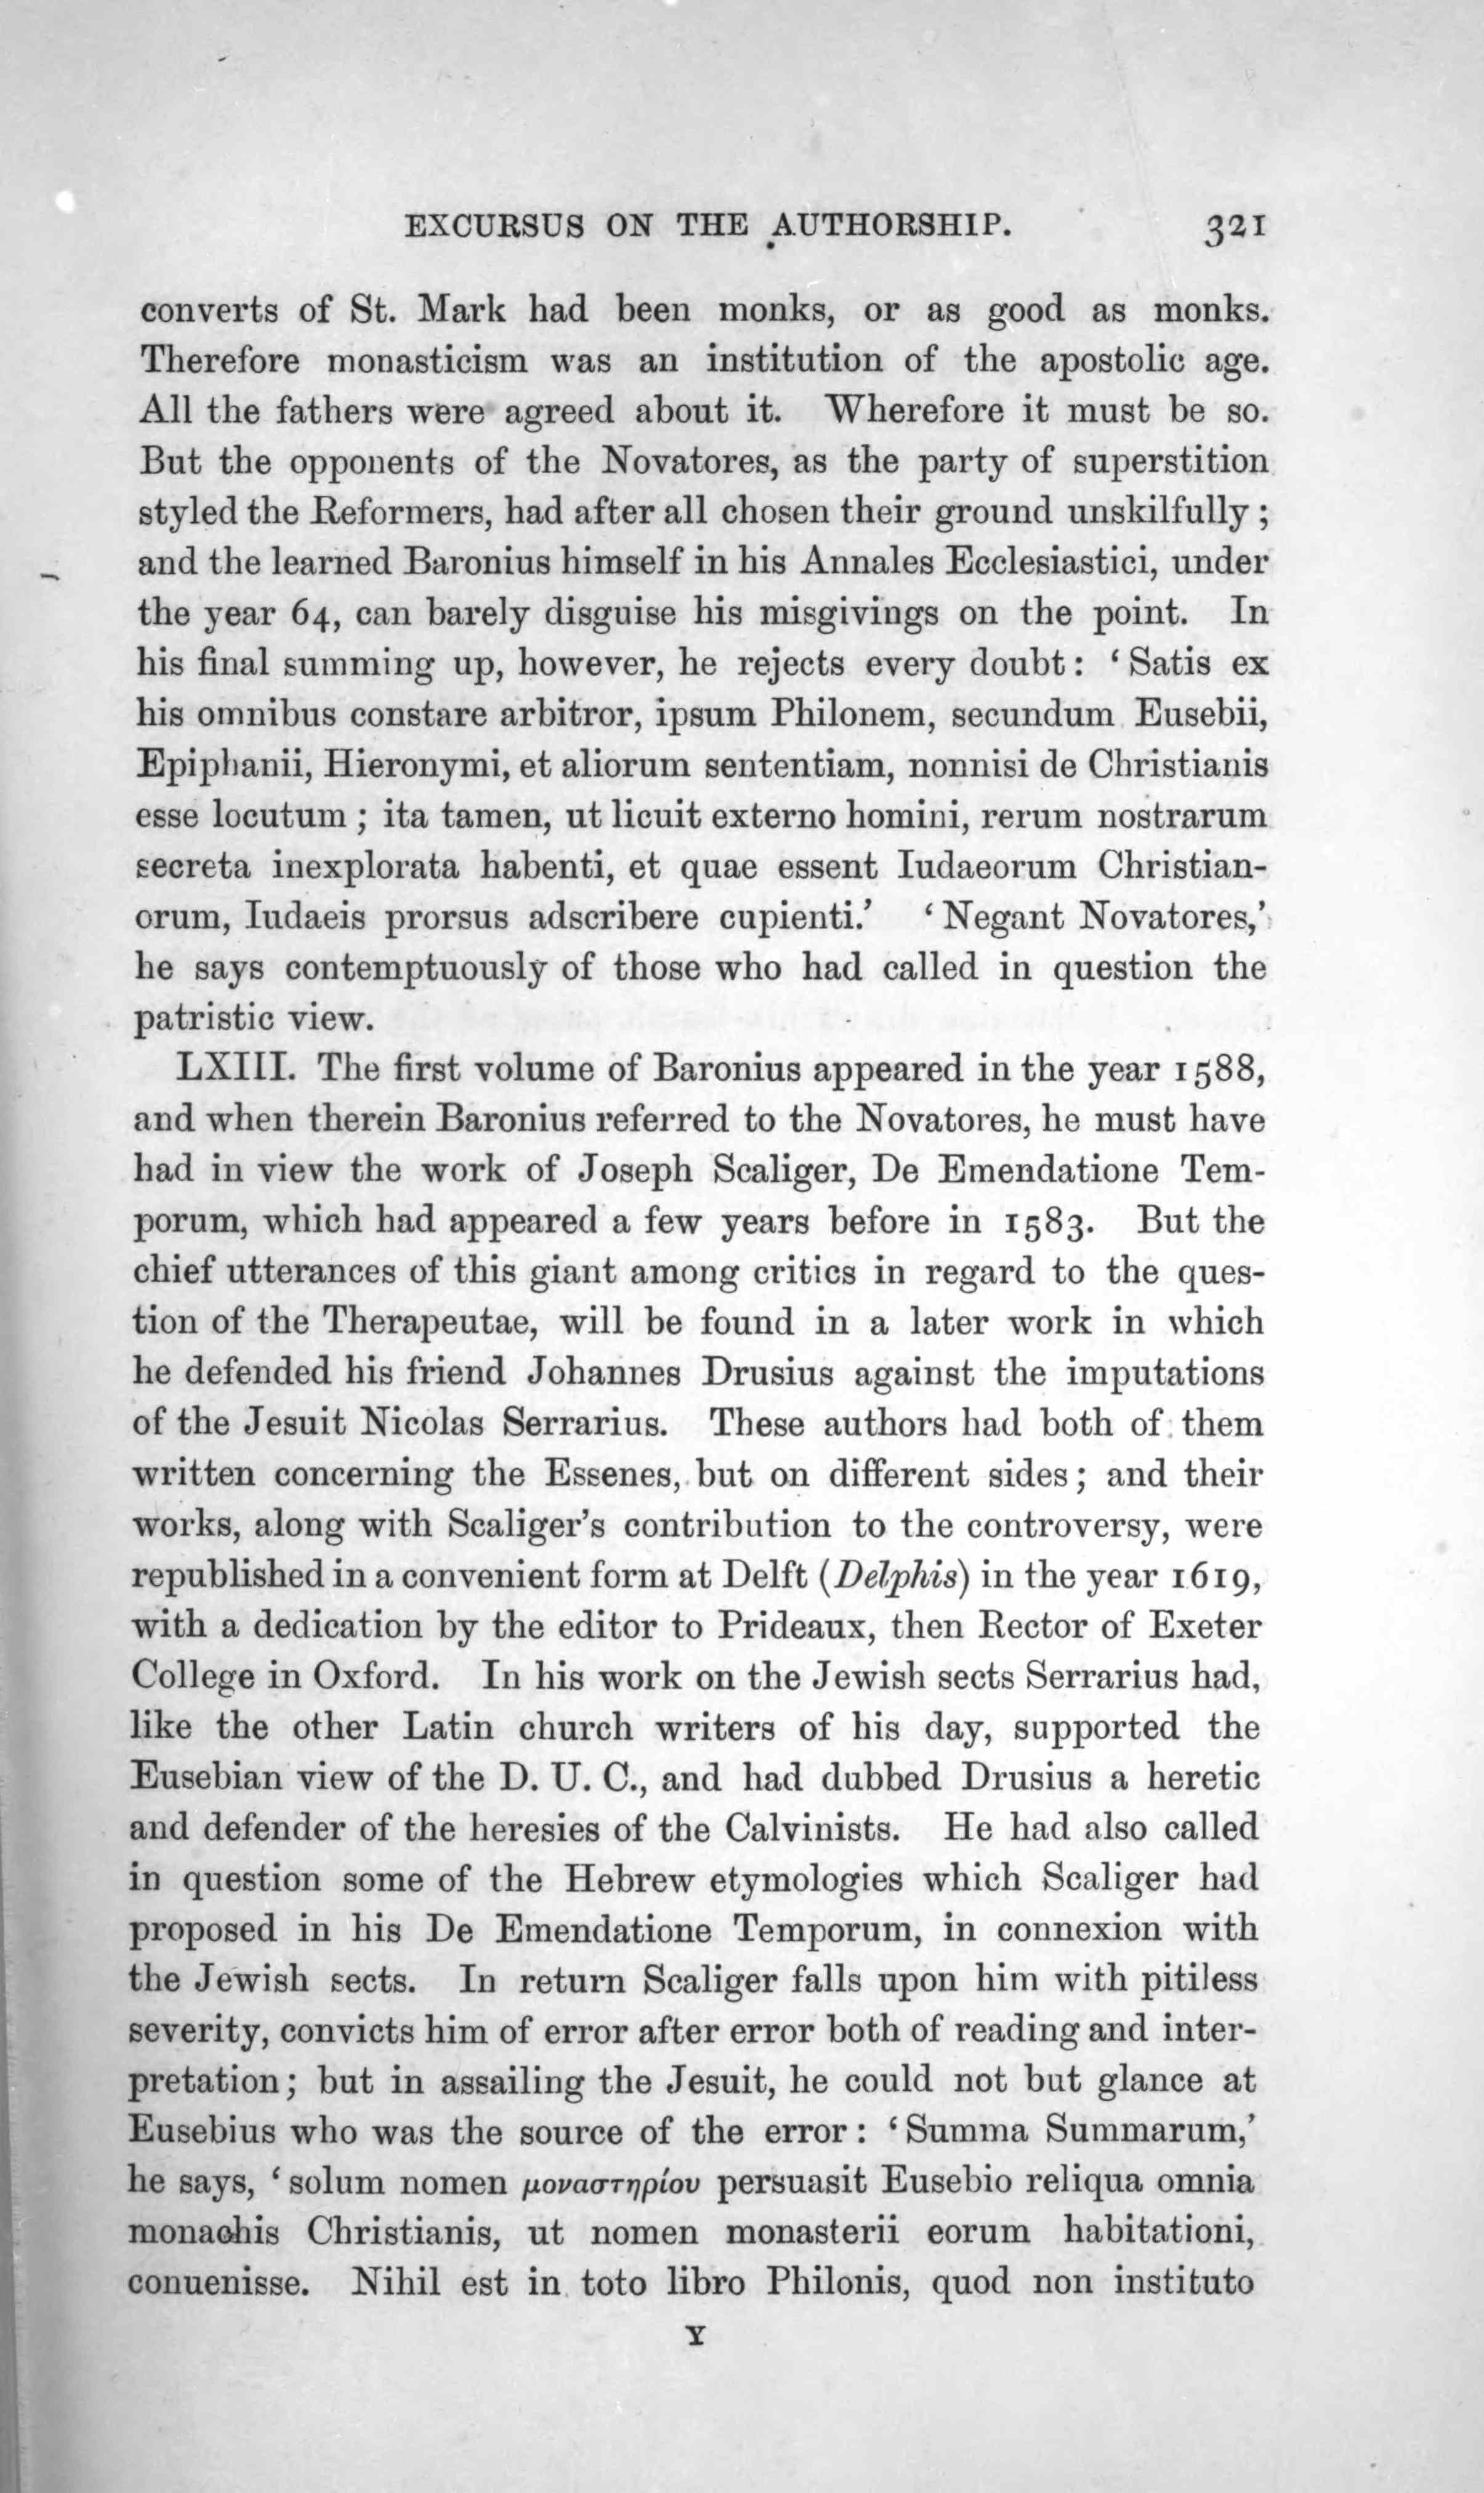 EXCURSUS ON THE AUTHORSHIP. 321
converts of St. Mark had been monks, or as good as monks.
Therefore monasticism was an institution of the apostolic age.
All the fathers were agreed about it. Wherefore it must be so.
But the opponents of the Novatores, as the party of superstition
styled the Reformers, had after all chosen their ground unskilfully ;
and the learned Baronius himself in his Annales Ecclesiastici, under
the year 64, can barely disguise his misgivings on the point. In
his final summing up, however, he rejects every doubt: ‘Satis ex
his omnibus constare arbitror, ipsum Philonem, secundum Eusebii,
Epiphanii, Hieronymi, et aliorum sententiam, nonnisi de Christianis
esse locutum ; ita tamen, ut licuit externo homini, rerum nostrarum
secreta inexplorata habenti, et quae essent Iudaeorum Christian-
orum, Iudaeis prorsus adscribere cupienti.’ ‘Negant Novatores,’
he says contemptuously of those who had called in question the
patristic view.
LXIII. The first volume of Baronius appeared in the year 1588,
and when therein Baronius referred to the Novatores, he must have
had in view the work of Joseph Scaliger, De Emendatione Tem-
porum, which had appeared a few years before in 1583. But the
chief utterances of this giant among critics in regard to the ques-
tion of the Therapeutae, will be found in a later work in which
he defended his friend Johannes Drusius against the imputations
of the Jesuit Nicolas Serrarius. These authors had both of them
written concerning the Essenes, but on different sides; and their
works, along with Scaliger’s contribution to the controversy, were
republished in a convenient form at Delft (Delphis) in the year 1619,
with a dedication by the editor to Prideaux, then Rector of Exeter
College in Oxford. In his work on the Jewish sects Serrarius had,
like the other Latin church writers of his day, supported the
Eusebian view of the D. U. C., and had dubbed Drusius a heretic
and defender of the heresies of the Calvinists. He had also called
in question some of the Hebrew etymologies which Scaliger had
proposed in his De Emendatione Temporum, in connexion with
the Jewish sects. In return Scaliger falls upon him with pitiless
severity, convicts him of error after error both of reading and inter-
pretation; but in assailing the Jesuit, he could not but glance at
Eusebius who was the source of the error: ‘Summa Summarum,’
he says, ‘solum nomen μοναστηρίου persuasit Eusebio reliqua omnia
monachis Christianis, ut nomen monasterii eorum habitationi,
conuenisse. Nihil est in toto libro Philonis, quod non instituto
Y